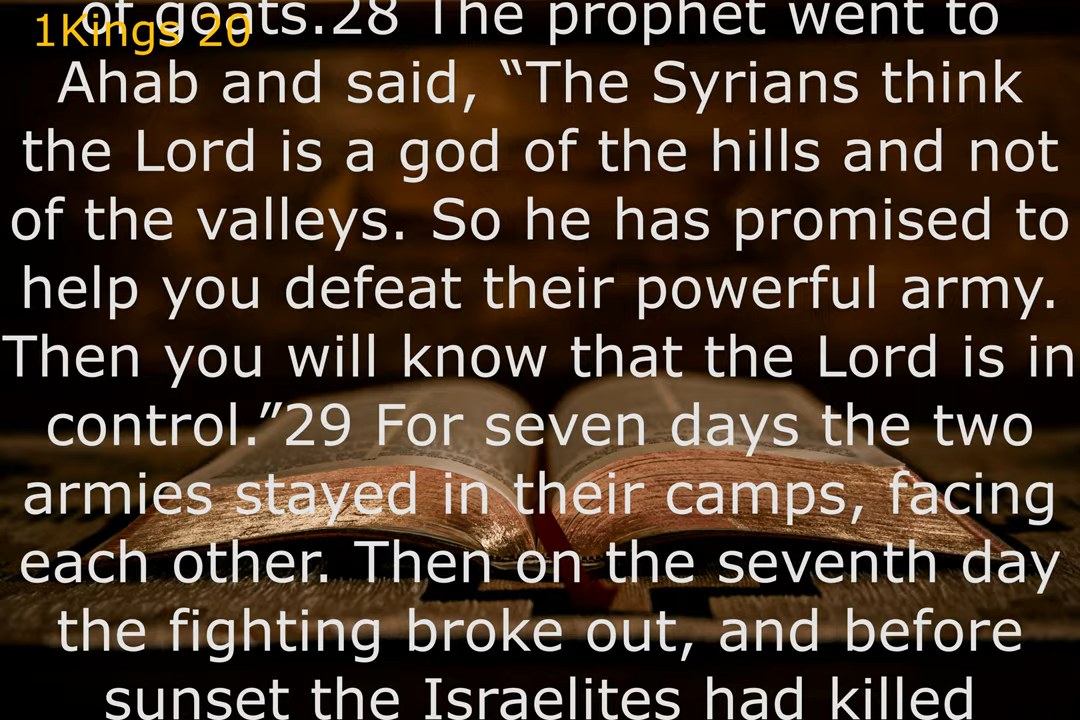 of goats.28 The prophet went to
1Kings 20
Ahab and said, “The Syrians think
the Lord is a god of the hills and not
of the valleys. So he has promised to
help you defeat their powerful army.
Then you will know that the Lord is in
control.”29 For seven days the two
armies stayed in their camps, facing
each other. Then on the seventh day
the fighting broke out, and before
sunset the Israelites had killed